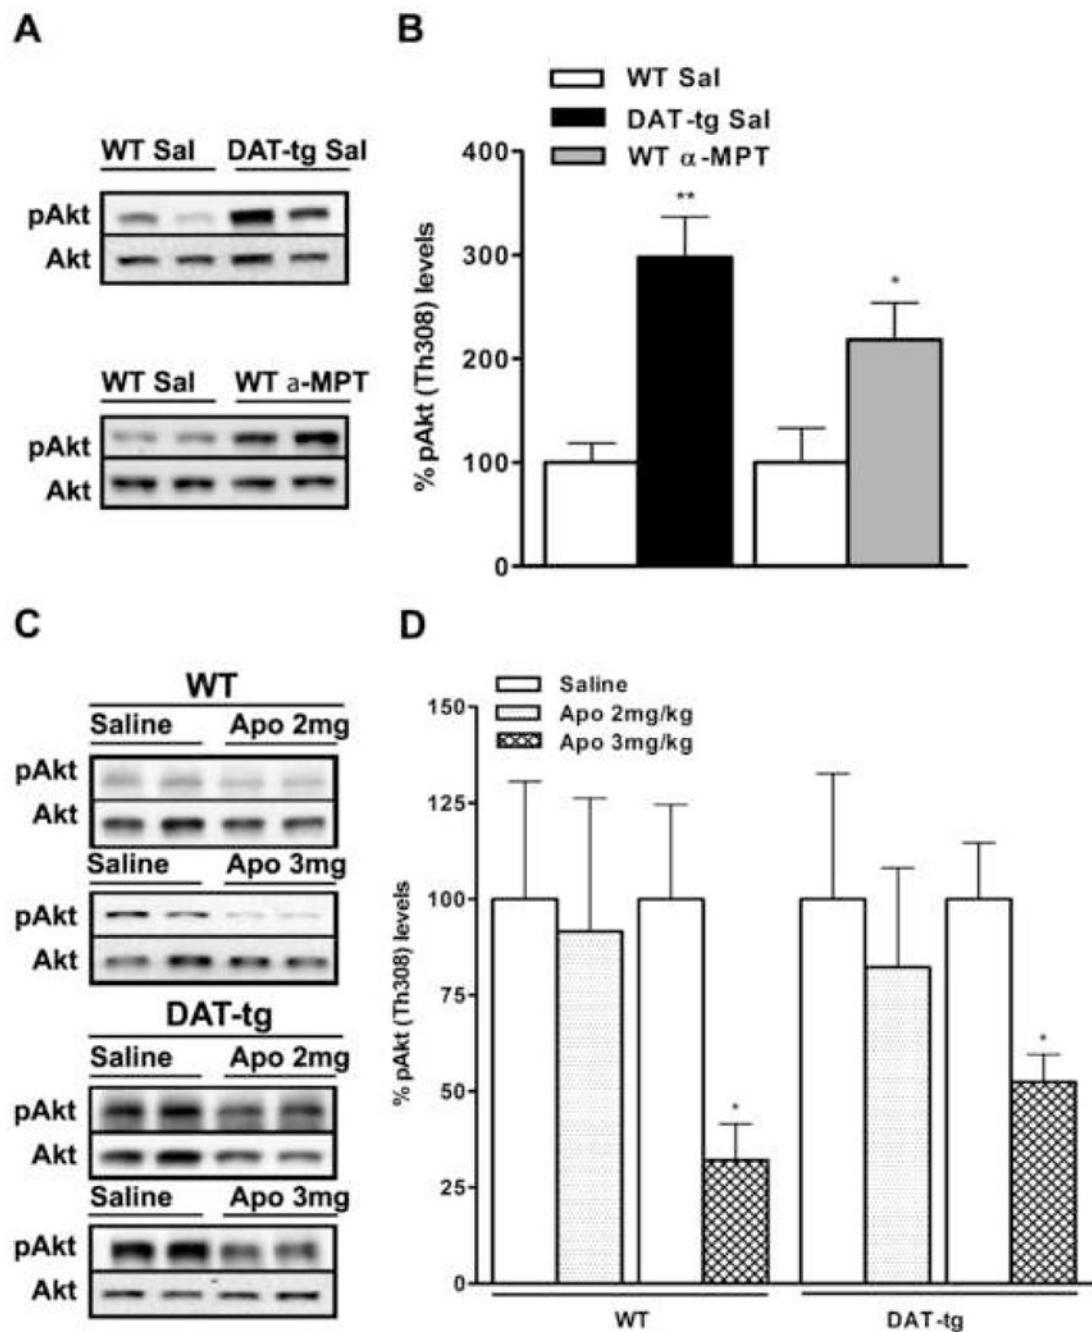 A
WT Sal DAT-tg Sal
pAkt
Akt
WT Sal WT a-MPT
pAkt
Akt
B
WT Sal
DAT-tg Sal
WT α-MPT
% pAkt (Th308) levels
400
300
200
100
0
**
*
C
WT
Saline Apo 2mg
pAkt
Akt
Saline Apo 3mg
pAkt
Akt
DAT-tg
Saline Apo 2mg
pAkt
Akt
Saline Apo 3mg
pAkt
Akt
D
Saline
Apo 2mg/kg
Apo 3mg/kg
% pAkt (Th308) levels
150
125
100
75
50
25
0
*
*
WT DAT-tg